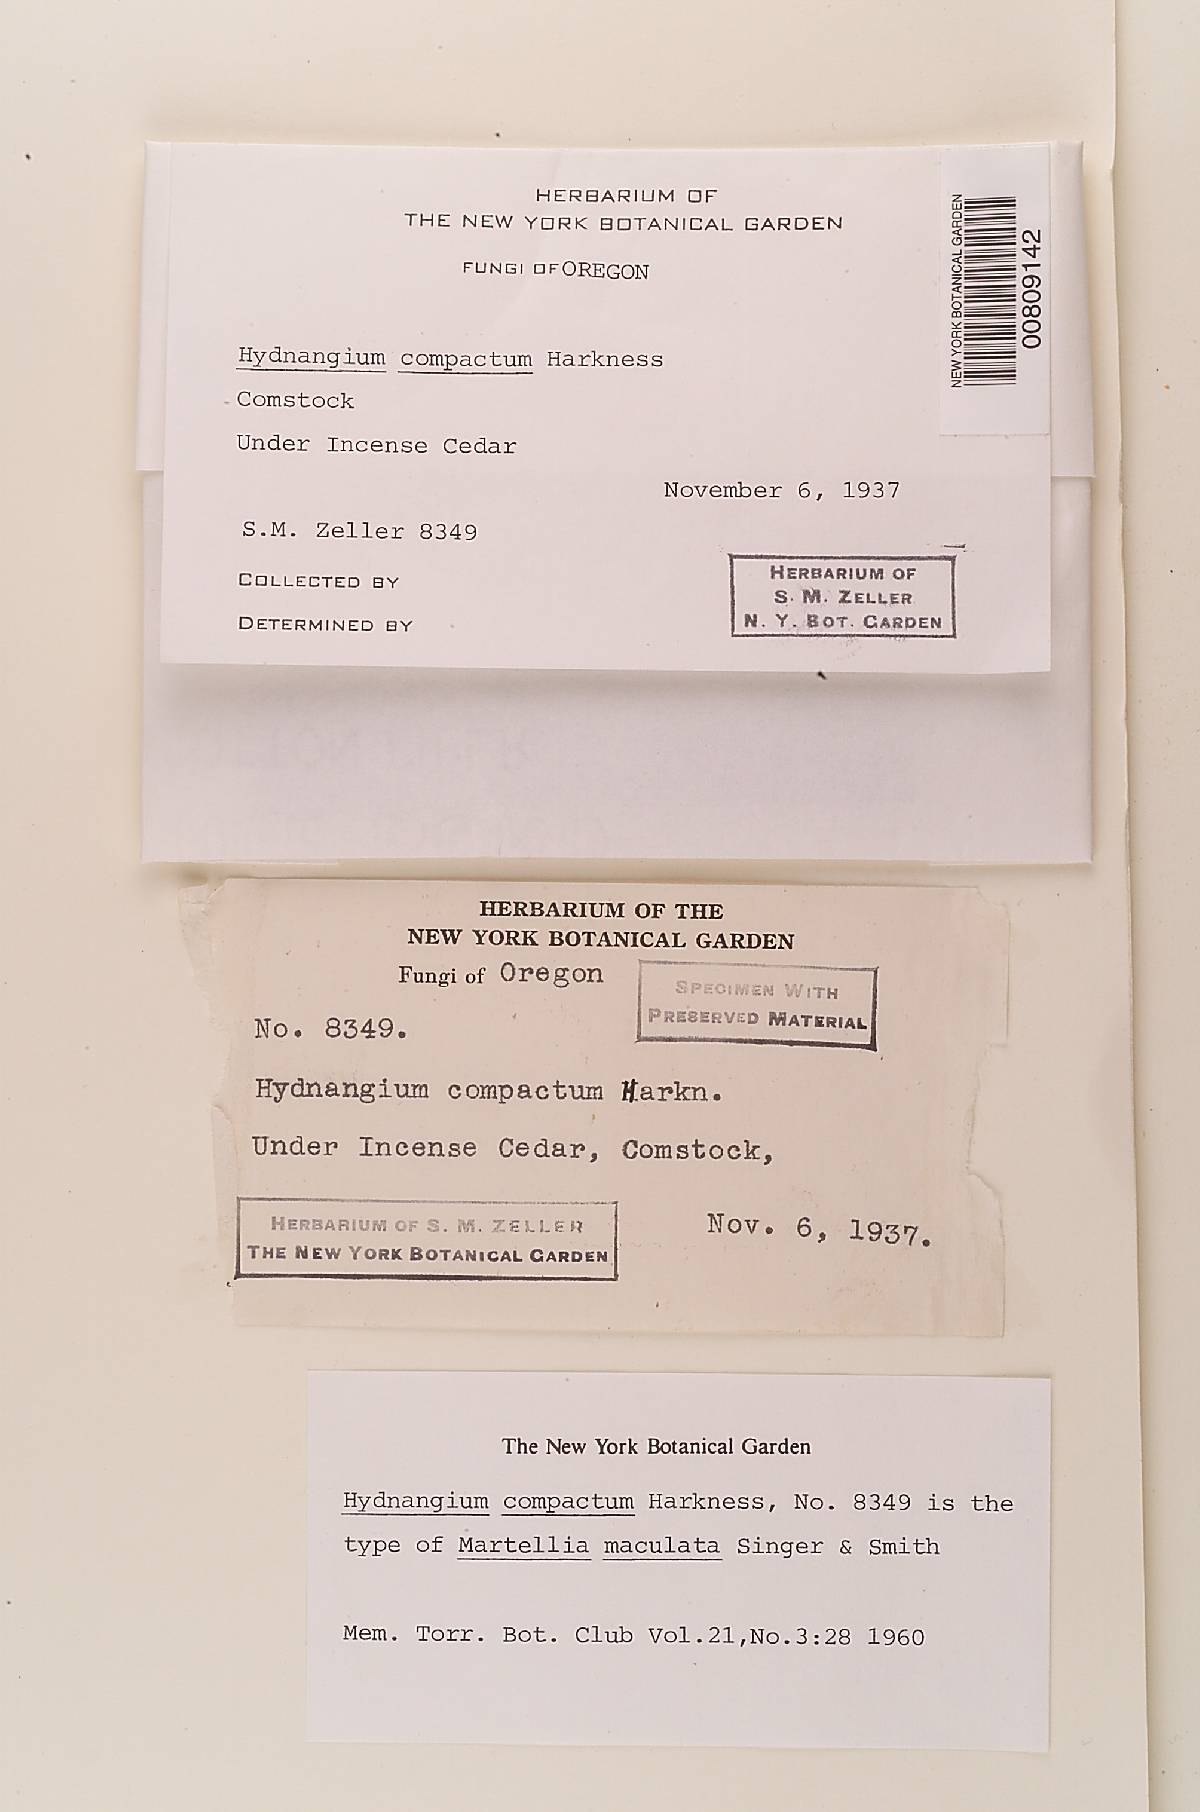 HERBARIUM OF
THE NEW YORK BOTANICAL GARDEN
FUNGI OF OREGON
NEW YORK BOTANICAL GARDEN
00809142
Hydnangium compactum Harkness
Comstock
Under Incense Cedar
November 6, 1937
S.M. Zeller 8349
COLLECTED BY
DETERMINED BY
HERBARIUM OF
S. M. ZELLER
N. Y. BOT. GARDEN
HERBARIUM OF THE
NEW YORK BOTANICAL GARDEN
Fungi of Oregon
SPECIMEN WITH
PRESERVED MATERIAL
No. 8349.
Hydnangium compactum Harkn.
Under Incense Cedar, Comstock,
Nov. 6, 1937.
HERBARIUM OF S. M. ZELLER
THE NEW YORK BOTANICAL GARDEN
The New York Botanical Garden
Hydnangium compactum Harkness, No. 8349 is the
type of Martellia maculata Singer & Smith
Mem. Torr. Bot. Club Vol.21,No.3:28 1960